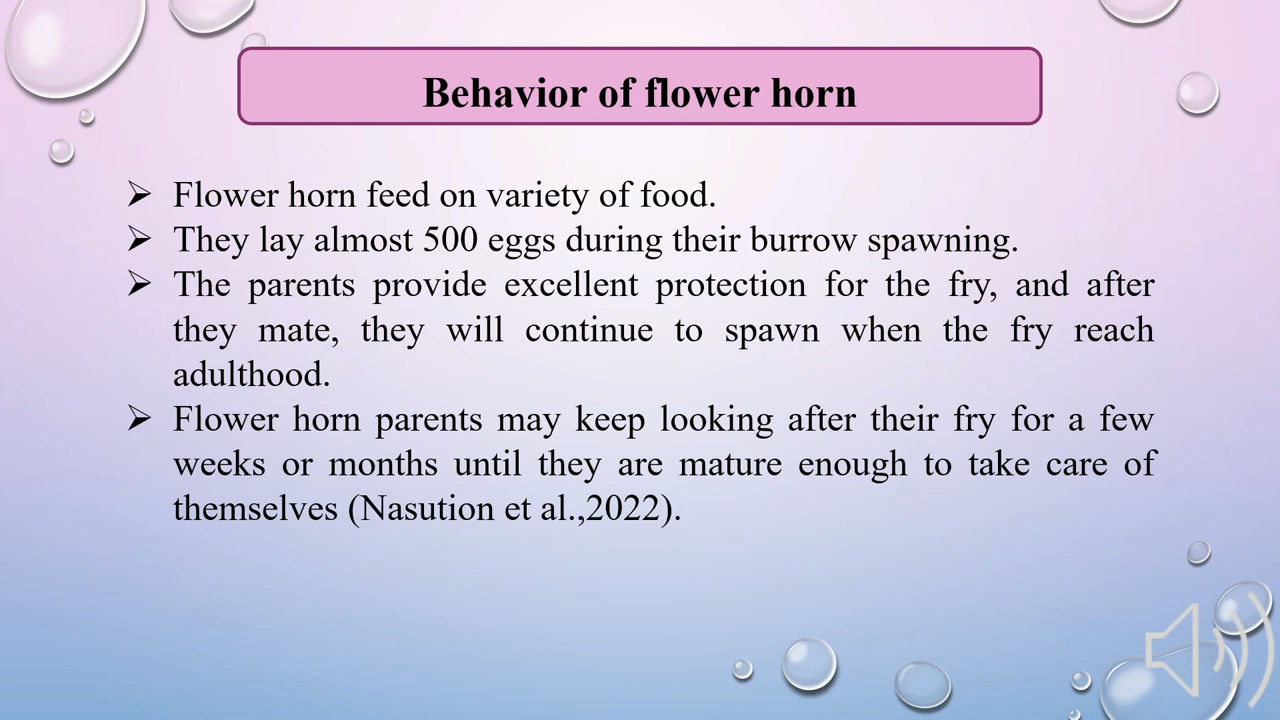 Behavior of flower horn
➢ Flower horn feed on variety of food.
➢ They lay almost 500 eggs during their burrow spawning.
➢ The parents provide excellent protection for the fry, and after
they mate, they will continue to spawn when the fry reach
adulthood.
➢ Flower horn parents may keep looking after their fry for a few
weeks or months until they are mature enough to take care of
themselves (Nasution et al.,2022).